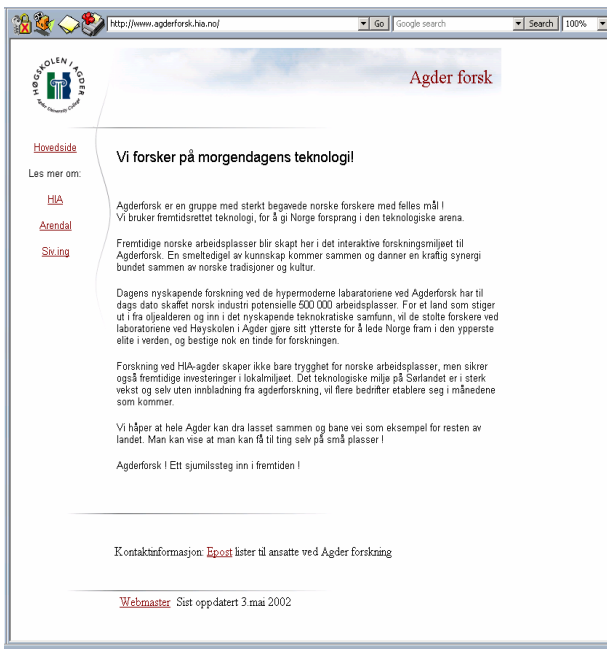 http://www.agderforsk.hia.no/ Go Google search Search 100%
HØGSKOLEN I AGDER
Agder University College
Agder forsk
Hovedside
Les mer om:
HIA
Arendal
Siv.ing
Vi forsker på morgendagens teknologi!
Agderforsk er en gruppe med sterkt begavede norske forskere med felles mål !
Vi bruker fremtidsrettet teknologi, for å gi Norge forsprang i den teknologiske arena.
Fremtidige norske arbeidsplasser blir skapt her i det interaktive forskningsmiljøet til
Agderforsk. En smeltedigel av kunnskap kommer sammen og danner en kraftig synergi
bundet sammen av norske tradisjoner og kultur.
Dagens nyskapende forskning ved de hypermoderne labaratoriene ved Agderforsk har til
dags dato skaffet norsk industri potensielle 500 000 arbeidsplasser. For et land som stiger
ut i fra oljealderen og inn i det nyskapende teknokratiske samfunn, vil de stolte forskere ved
laboratoriene ved Høyskolen i Agder gjøre sitt ytterste for å lede Norge fram i den ypperste
elite i verden, og bestige nok en tinde for forskningen.
Forskning ved HIA-agder skaper ikke bare trygghet for norske arbeidsplasser, men sikrer
også fremtidige investeringer i lokalmiljøet. Det teknologiske miljø på Sørlandet er i sterk
vekst og selv uten innbladning fra agderforskning, vil flere bedrifter etablere seg i månedene
som kommer.
Vi håper at hele Agder kan dra lasset sammen og bane vei som eksempel for resten av
landet. Man kan vise at man kan få til ting selv på små plasser !
Agderforsk ! Ett sjumilssteg inn i fremtiden !
Kontaktinformasjon: Epost lister til ansatte ved Agder forskning
Webmaster Sist oppdatert 3.mai 2002